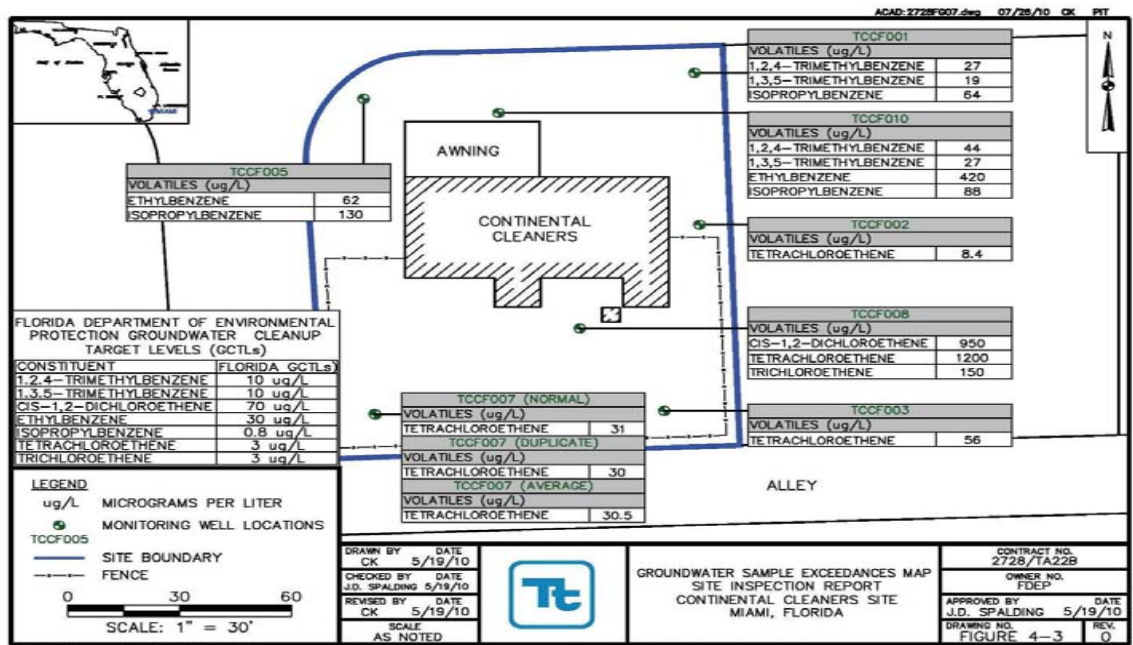 ACAD:2728FG07.dwg 07/26/10 CK PIT
MIAMI
N
TCCF001
VOLATILES (ug/L)
1,2,4-TRIMETHYLBENZENE 27
1,3,5-TRIMETHYLBENZENE 19
ISOPROPYLBENZENE 64
TCCF010
VOLATILES (ug/L)
1,2,4-TRIMETHYLBENZENE 44
1,3,5-TRIMETHYLBENZENE 27
ETHYLBENZENE 420
ISOPROPYLBENZENE 88
AWNING
TCCF005
VOLATILES (ug/L)
ETHYLBENZENE 62
ISOPROPYLBENZENE 130
CONTINENTAL
CLEANERS
TCCF002
VOLATILES (ug/L)
TETRACHLOROETHENE 8.4
TCCF008
VOLATILES (ug/L)
CIS-1,2-DICHLOROETHENE 950
TETRACHLOROETHENE 1200
TRICHLOROETHENE 150
FLORIDA DEPARTMENT OF ENVIRONMENTAL
PROTECTION GROUNDWATER CLEANUP
TARGET LEVELS (GCTLs)
CONSTITUENT FLORIDA GCTLs)
1.2.4-TRIMETHYLBENZENE 10 ug/L
1.3.5-TRIMETHYLBENZENE 10 ug/L
CIS-1,2-DICHLOROETHENE 70 ug/L
ETHYLBENZENE 30 ug/L
ISOPROPYLBENZENE 0.8 ug/L
TETRACHLOROETHENE 3 ug/L
TRICHLOROETHENE 3 ug/L
TCCF007 (NORMAL)
VOLATILES (ug/L)
TETRACHLOROETHENE 31
TCCF007 (DUPLICATE)
VOLATILES (ug/L)
TETRACHLOROETHENE 30
TCCF007 (AVERAGE)
VOLATILES (ug/L)
TETRACHLOROETHENE 30.5
TCCF003
VOLATILES (ug/L)
TETRACHLOROETHENE 56
ALLEY
LEGEND
ug/L MICROGRAMS PER LITER
MONITORING WELL LOCATIONS
TCCF005
SITE BOUNDARY
FENCE
0 30 60
SCALE: 1" = 30'
DRAWN BY DATE
CK 5/19/10
CHECKED BY DATE
J.D. SPALDING 5/19/10
REVISED BY DATE
CK 5/19/10
SCALE
AS NOTED
Tt
GROUNDWATER SAMPLE EXCEEDANCES MAP
SITE INSPECTION REPORT
CONTINENTAL CLEANERS SITE
MIAMI, FLORIDA
CONTRACT NO.
2728/TA22B
OWNER NO.
FDEP
APPROVED BY DATE
J.D. SPALDING 5/19/10
DRAWING NO. REV.
FIGURE 4-3 0